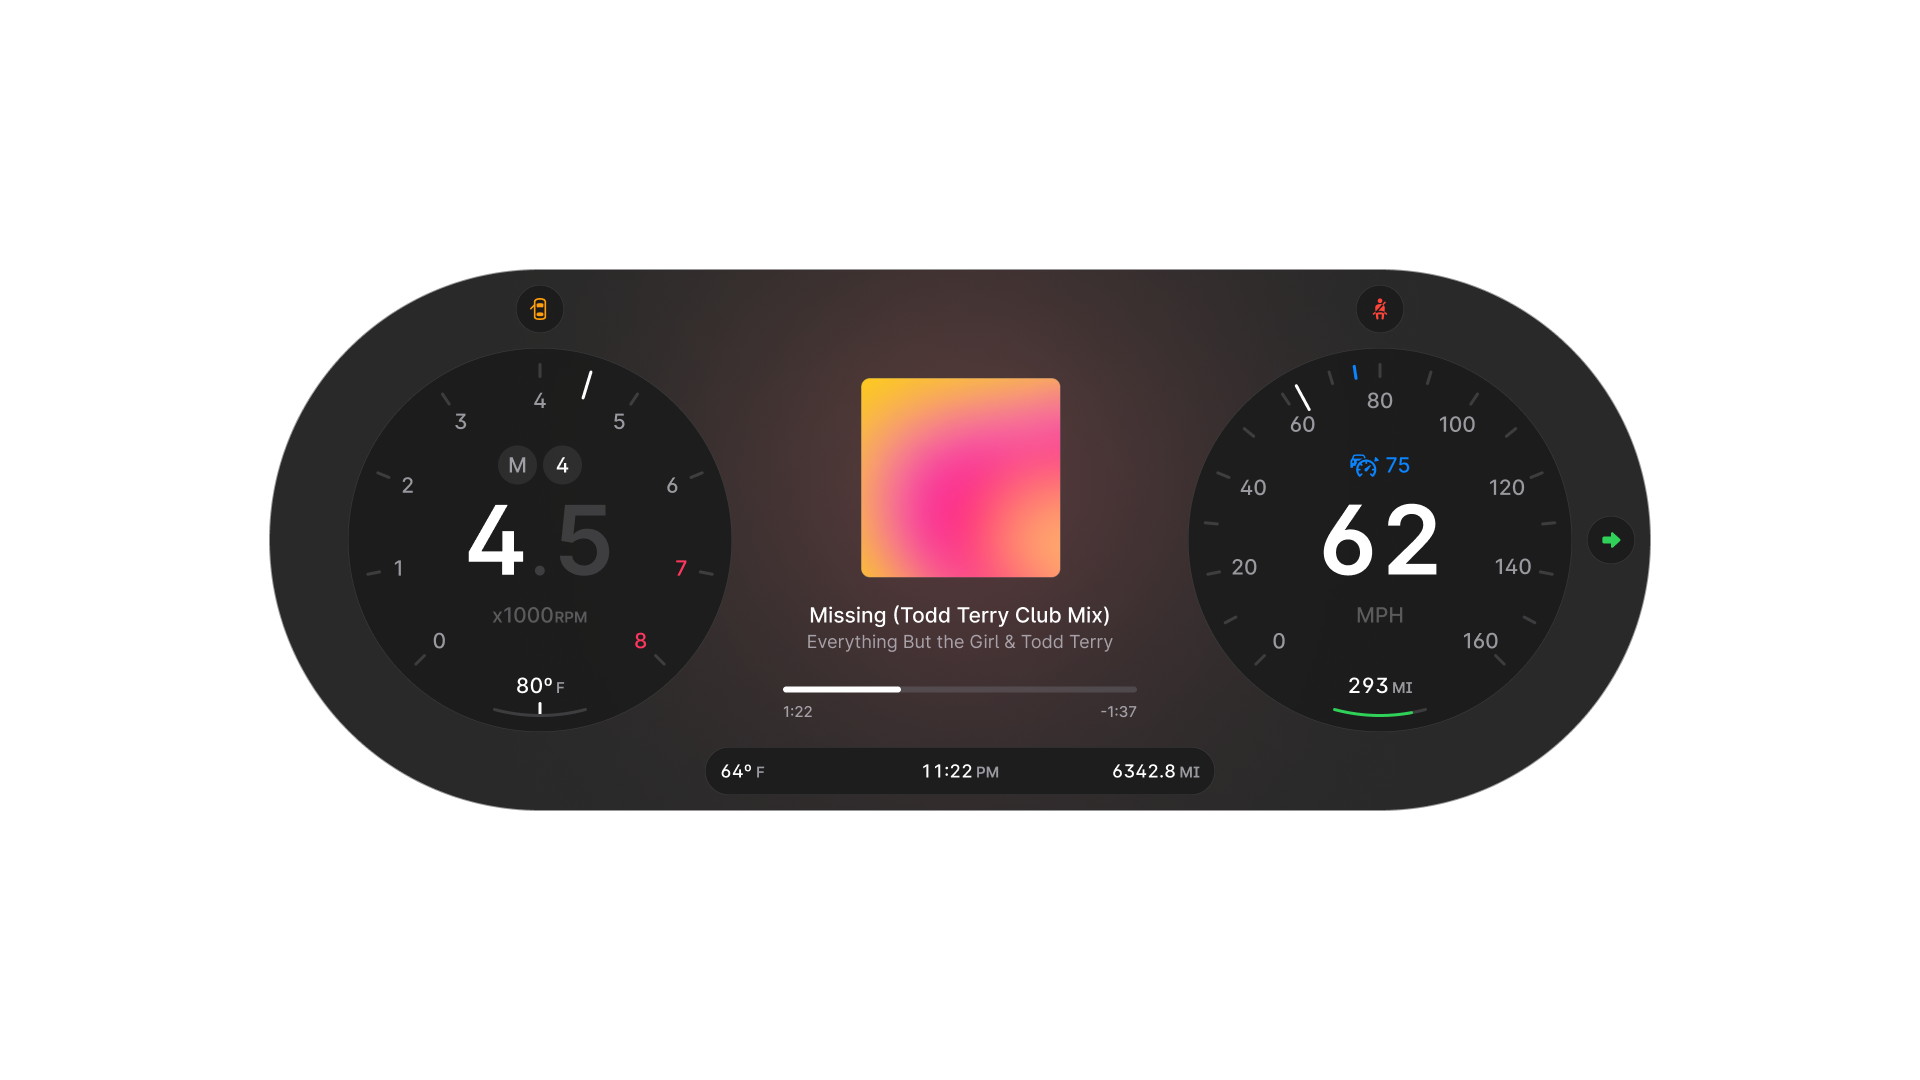 4
3
5
2
6
1
7
0
8
M 4
4.5
x1000RPM
80° F
Missing (Todd Terry Club Mix)
Everything But the Girl & Todd Terry
1:22 -1:37
64° F 11:22 PM 6342.8 MI
80
60
100
40
120
20
140
0
160
75
62
MPH
293 MI